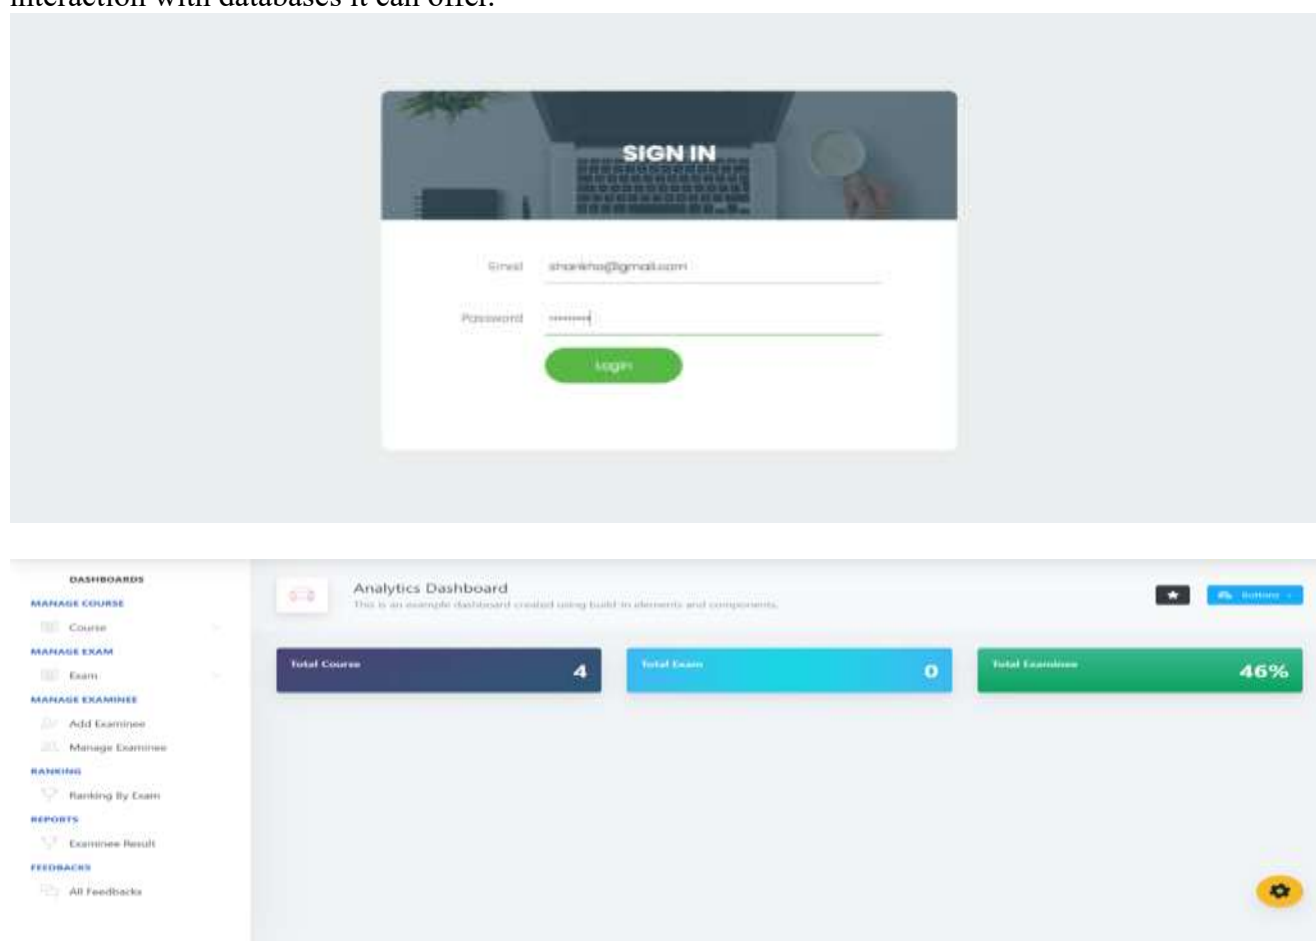 interaction with databases it can offer.
SIGN IN
Email shankho@gmail.com
Password ••••••••
Login
DASHBOARDS
MANAGE COURSE
Course
MANAGE EXAM
Exam
MANAGE EXAMINEE
Add Examinee
Manage Examinee
RANKING
Ranking By Exam
REPORTS
Examinee Result
FEEDBACKS
All Feedbacks
Analytics Dashboard
This is an example dashboard created using build-in elements and components.
Buttons
Total Course 4
Total Exam 0
Total Examinee 46%